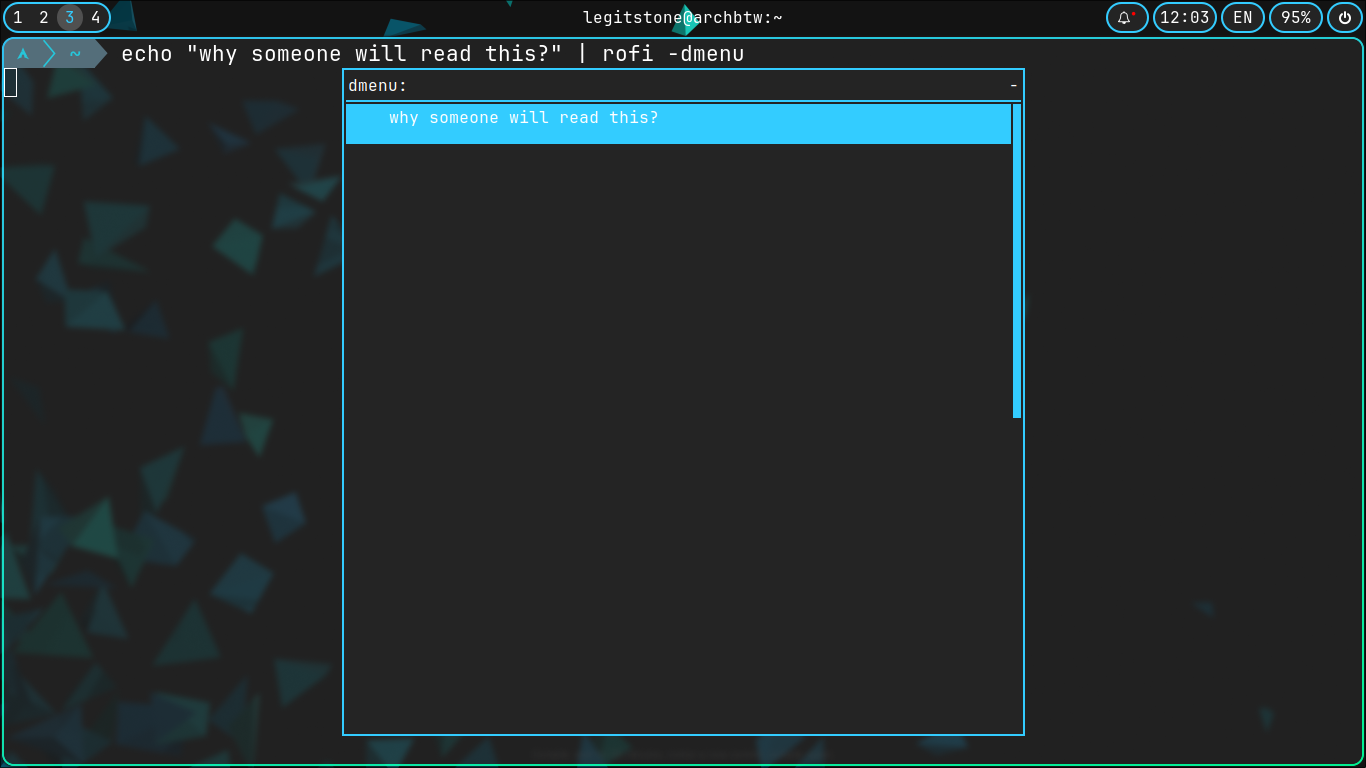 1 2 3 4
legitstone@archbtw:~
12:03 EN 95%
~ echo "why someone will read this?" | rofi -dmenu
dmenu: -
why someone will read this?